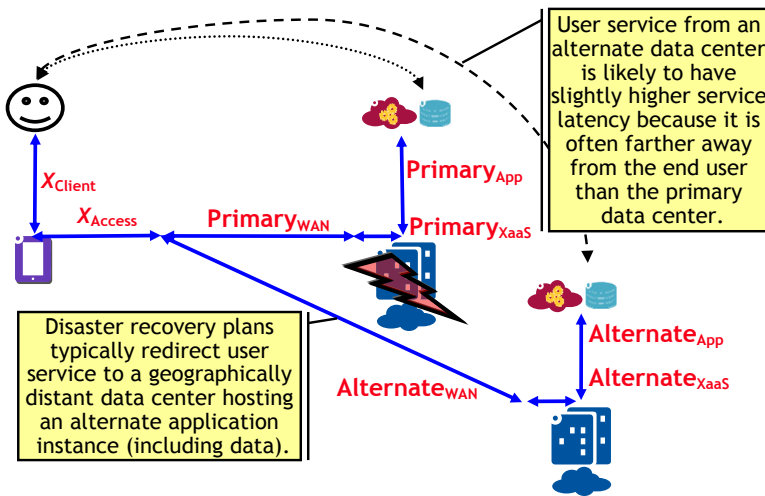 User service from an
alternate data center
is likely to have
slightly higher service
latency because it is
often farther away
from the end user
than the primary
data center.
XClient
PrimaryApp
XAccess
PrimaryWAN
PrimaryXaaS
Disaster recovery plans
typically redirect user
service to a geographically
distant data center hosting
an alternate application
instance (including data).
AlternateApp
AlternateXaaS
AlternateWAN